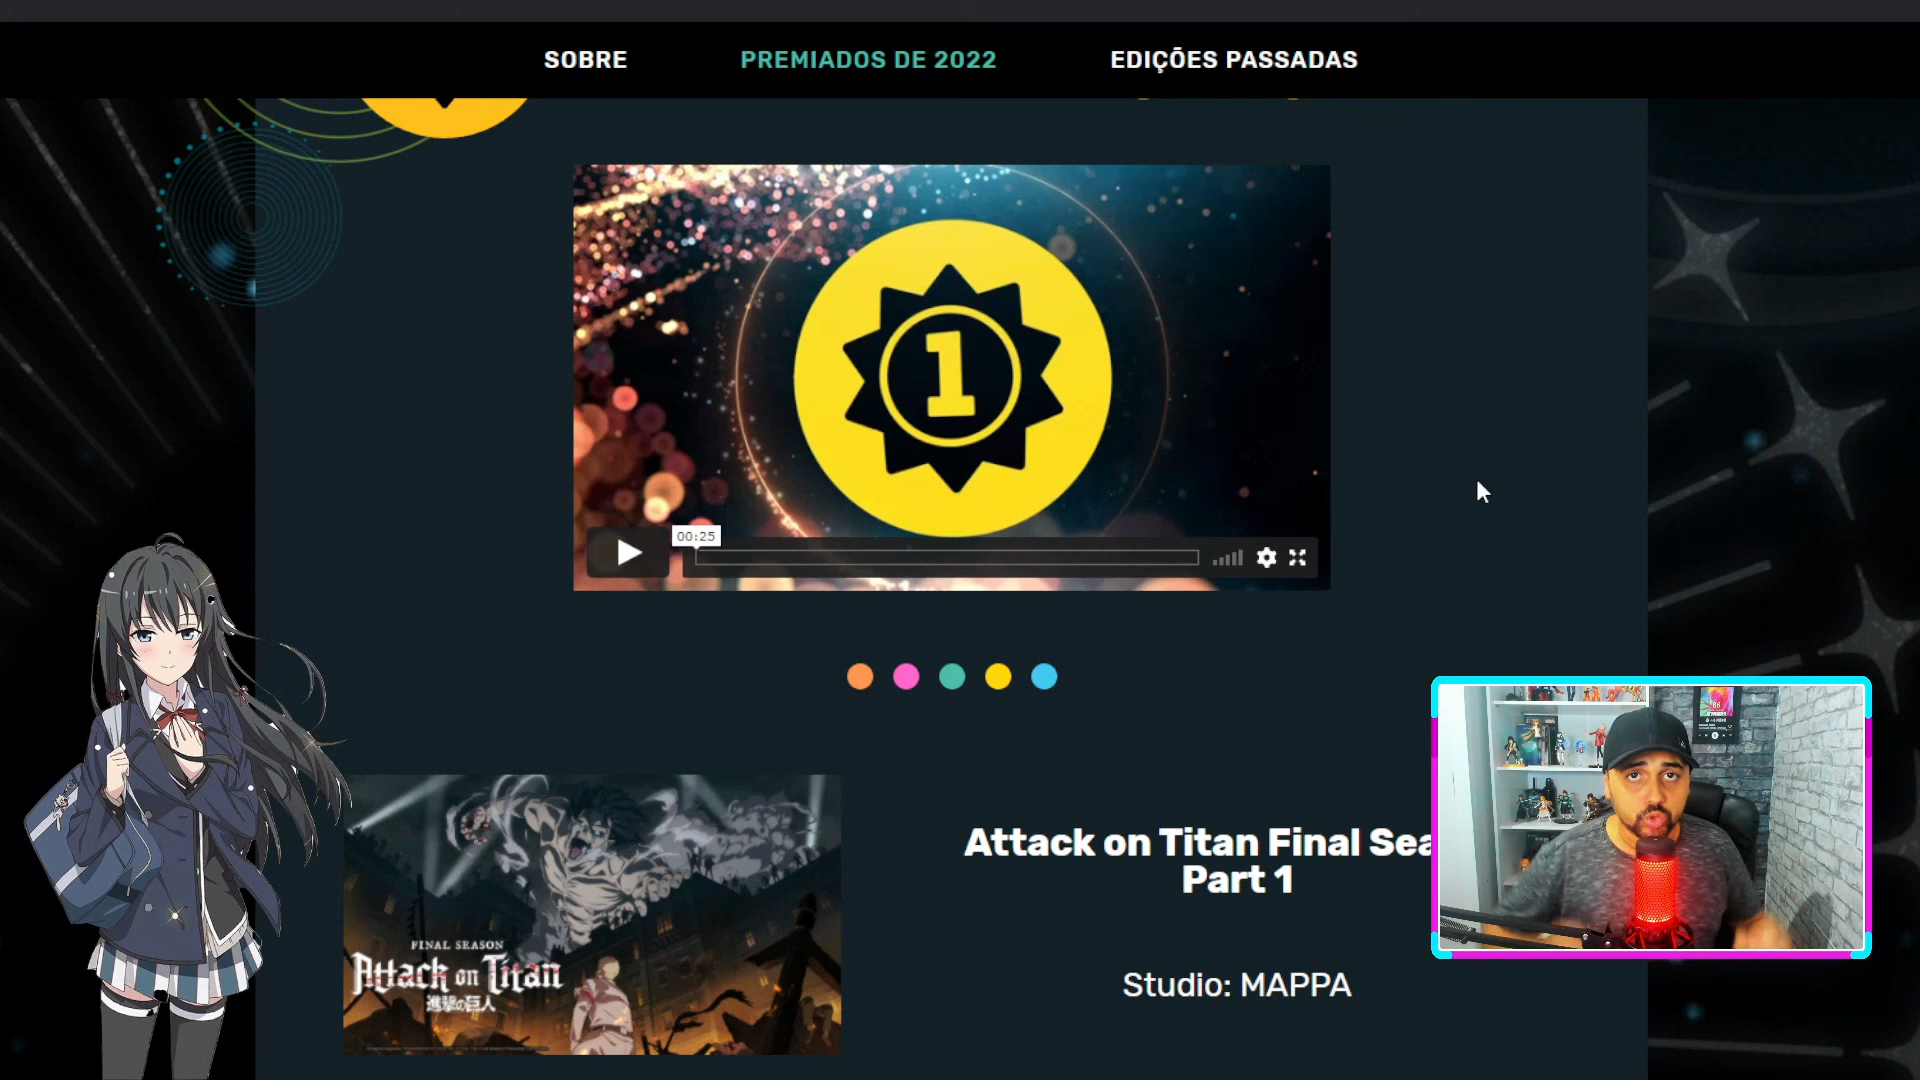 SOBRE
PREMIADOS DE 2022
EDIÇÕES PASSADAS
1
00:25
Attack on Titan Final Sea
Part 1
FINAL SEASON
Attack on Titan
進撃の巨人
Studio: MAPPA
86